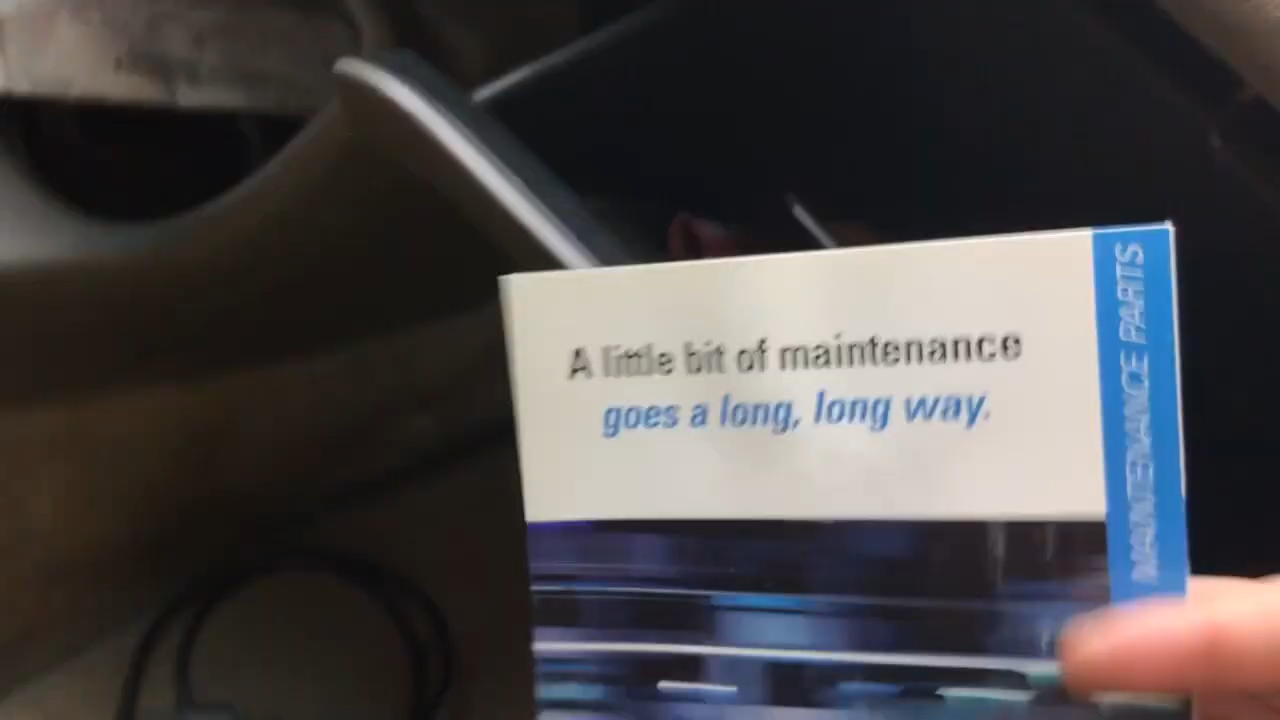 A little bit of maintenance
goes a long, long way.
MAINTENANCE PARTS